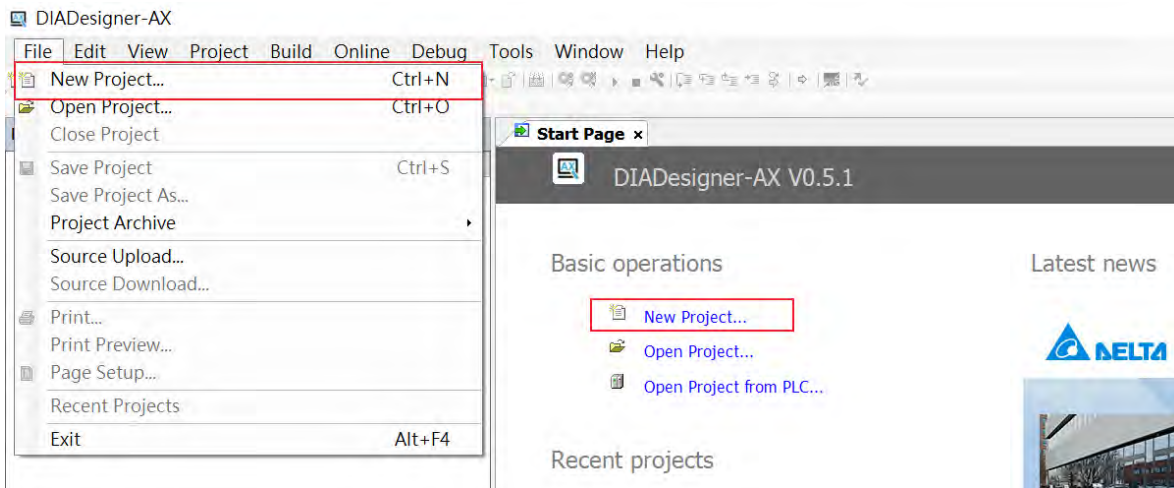 DIADesigner-AX
File Edit View Project Build Online Debug Tools Window Help
New Project... Ctrl+N
Open Project... Ctrl+O
Close Project
Save Project Ctrl+S
Save Project As...
Project Archive
Source Upload...
Source Download...
Print...
Print Preview...
Page Setup...
Recent Projects
Exit Alt+F4
Start Page x
DIADesigner-AX V0.5.1
Basic operations
New Project...
Open Project...
Open Project from PLC...
Recent projects
Latest news
DELTA